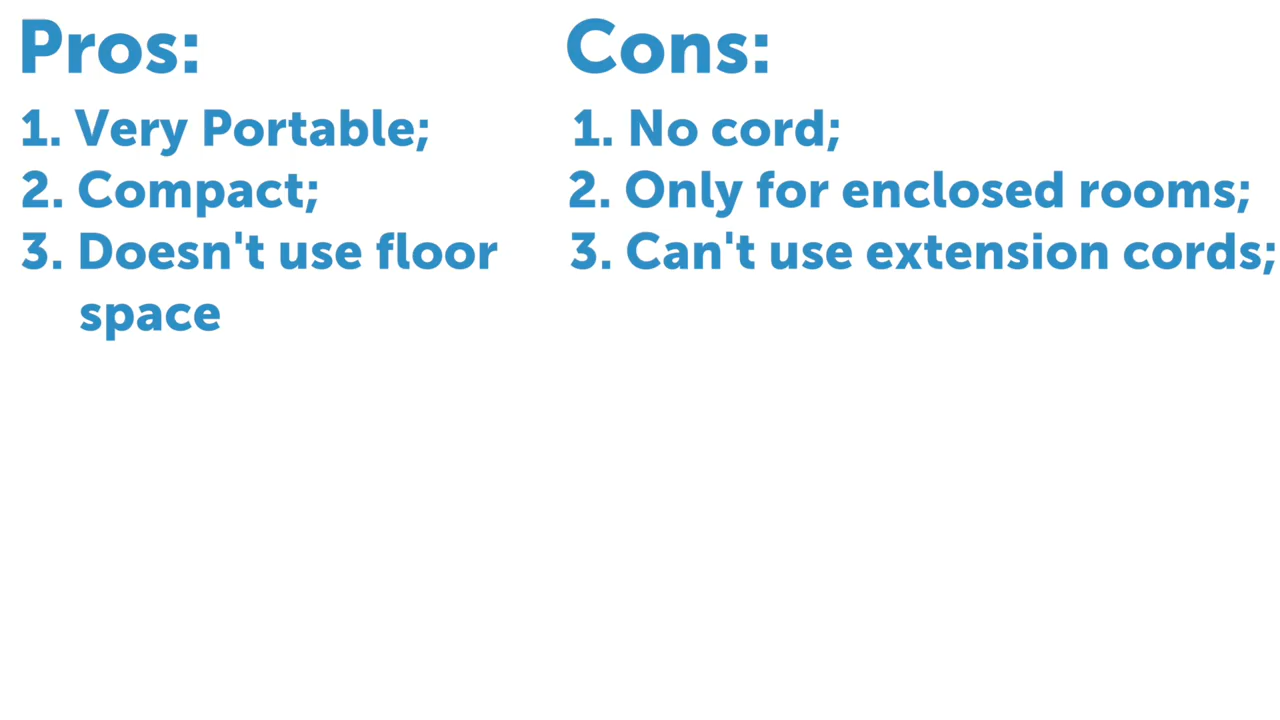 Pros:
1. Very Portable;
2. Compact;
3. Doesn't use floor
space
Cons:
1. No cord;
2. Only for enclosed rooms;
3. Can't use extension cords;